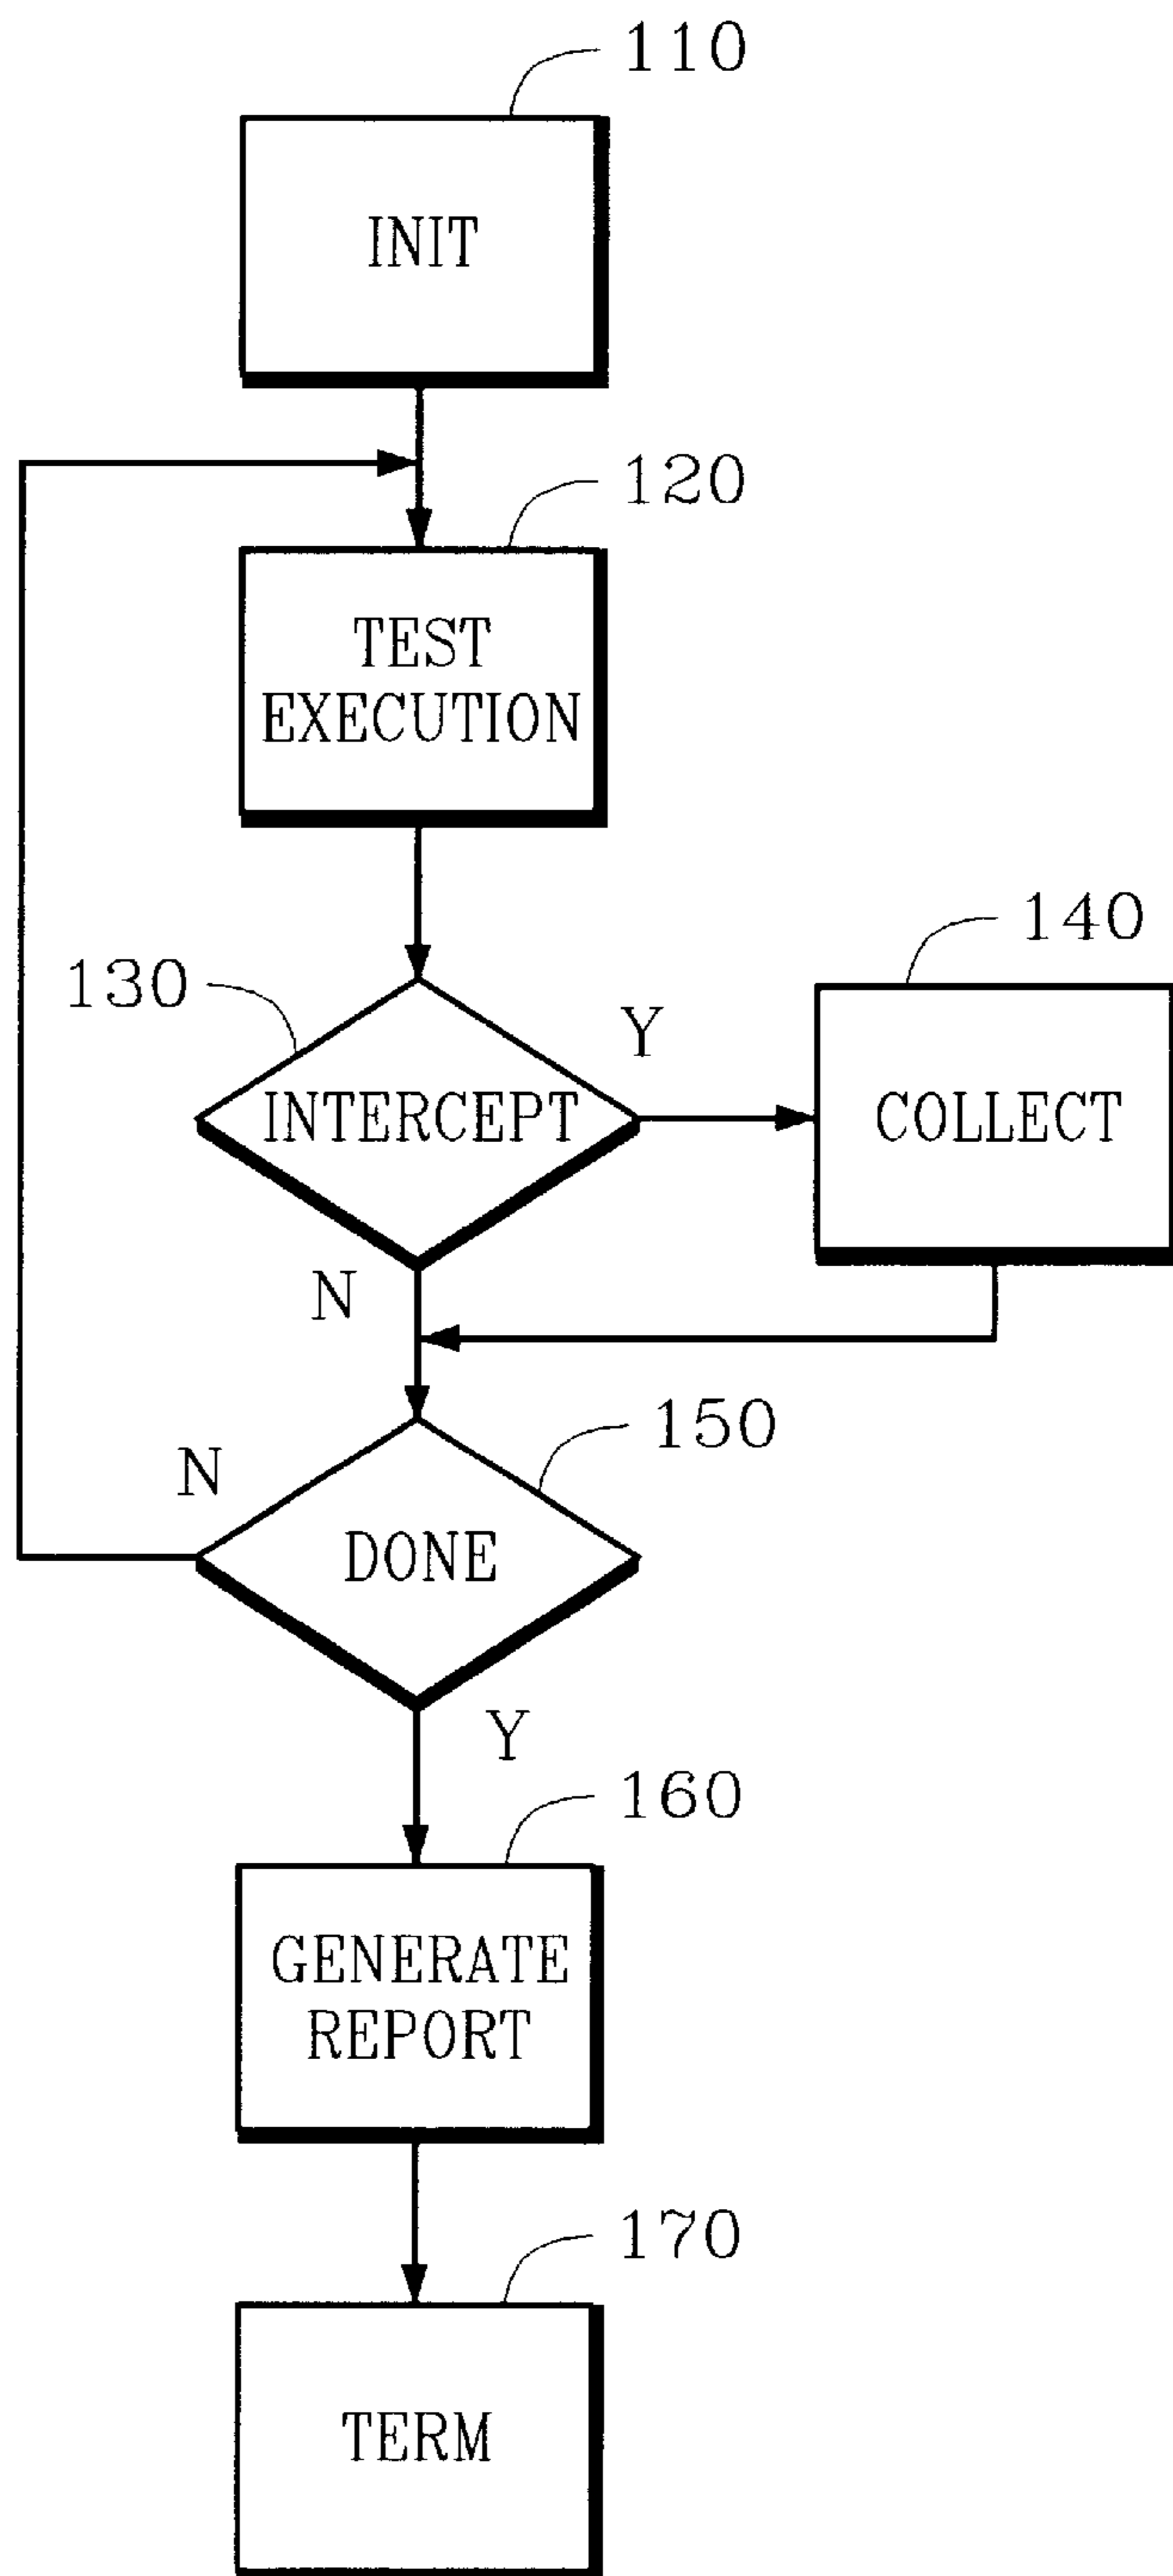 110
INIT
120
TEST
EXECUTION
130
Y
140
INTERCEPT
COLLECT
N
150
N
DONE
Y
160
GENERATE
REPORT
170
TERM